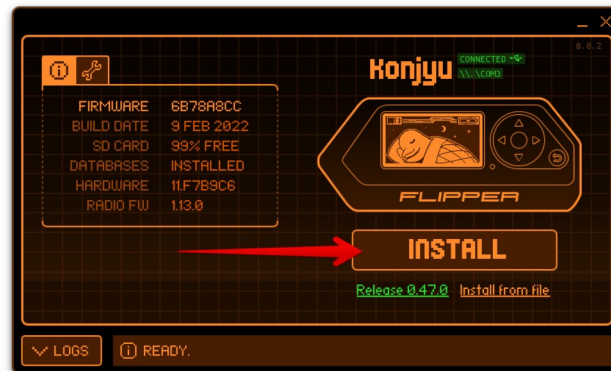 0.8.2
Konjyu
CONNECTED
\\.\COM3
FIRMWARE 6B78A8CC
BUILD DATE 9 FEB 2022
SD CARD 99% FREE
DATABASES INSTALLED
HARDWARE 11.F7B9C6
RADIO FW 1.13.0
FLIPPER
INSTALL
Release 0.47.0 Install from file
LOGS
READY.